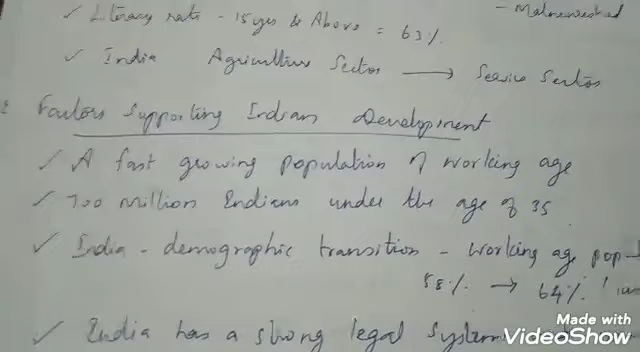 ✓ Literacy rate - 15 yrs & Above = 63%
- Malnourished
✓ India Agriculture Sector → Service Sector
Factors Supporting Indian Development
✓ A fast growing population of working age
✓ 700 Million Indians under the age of 35
✓ India - demographic transition - working age pop
58% → 64%
✓ India has a strong legal system
Made with
VideoShow